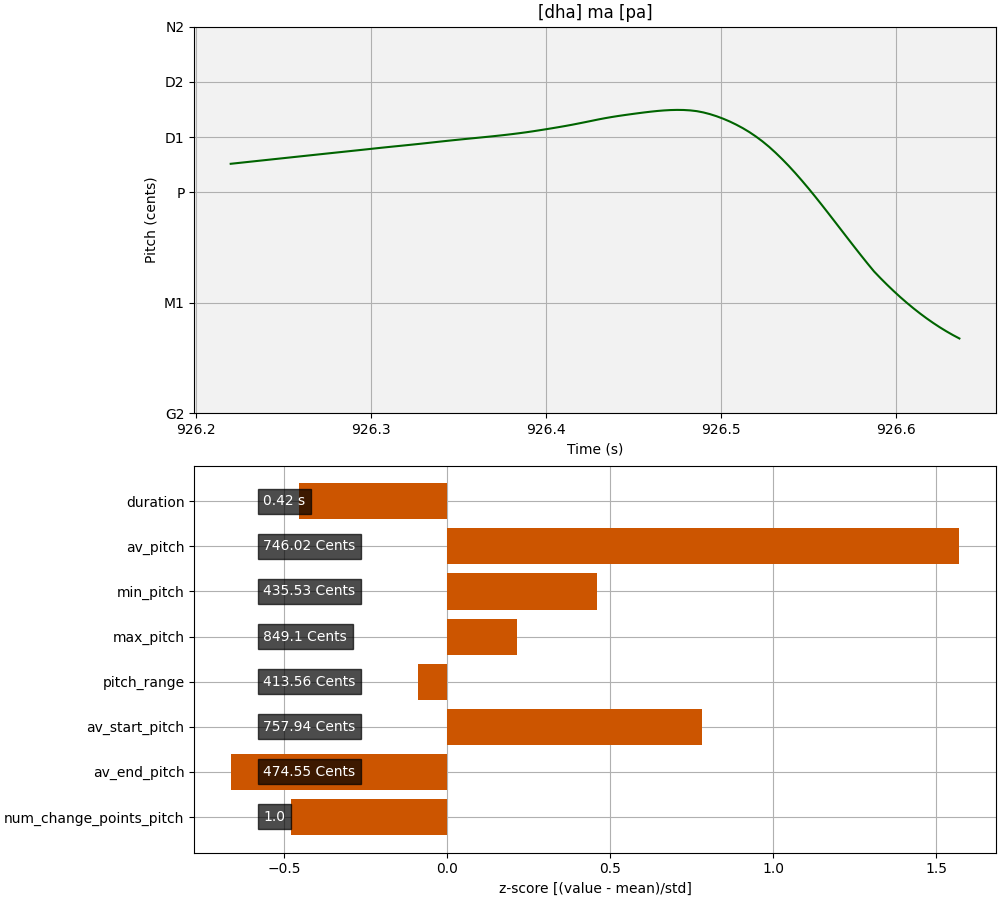 [dha] ma [pa]
N2
D2
D1
P
M1
G2
Pitch (cents)
926.2 926.3 926.4 926.5 926.6
Time (s)
duration 0.42 s
av_pitch 746.02 Cents
min_pitch 435.53 Cents
max_pitch 849.1 Cents
pitch_range 413.56 Cents
av_start_pitch 757.94 Cents
av_end_pitch 474.55 Cents
num_change_points_pitch 1.0
−0.5 0.0 0.5 1.0 1.5
z-score [(value - mean)/std]